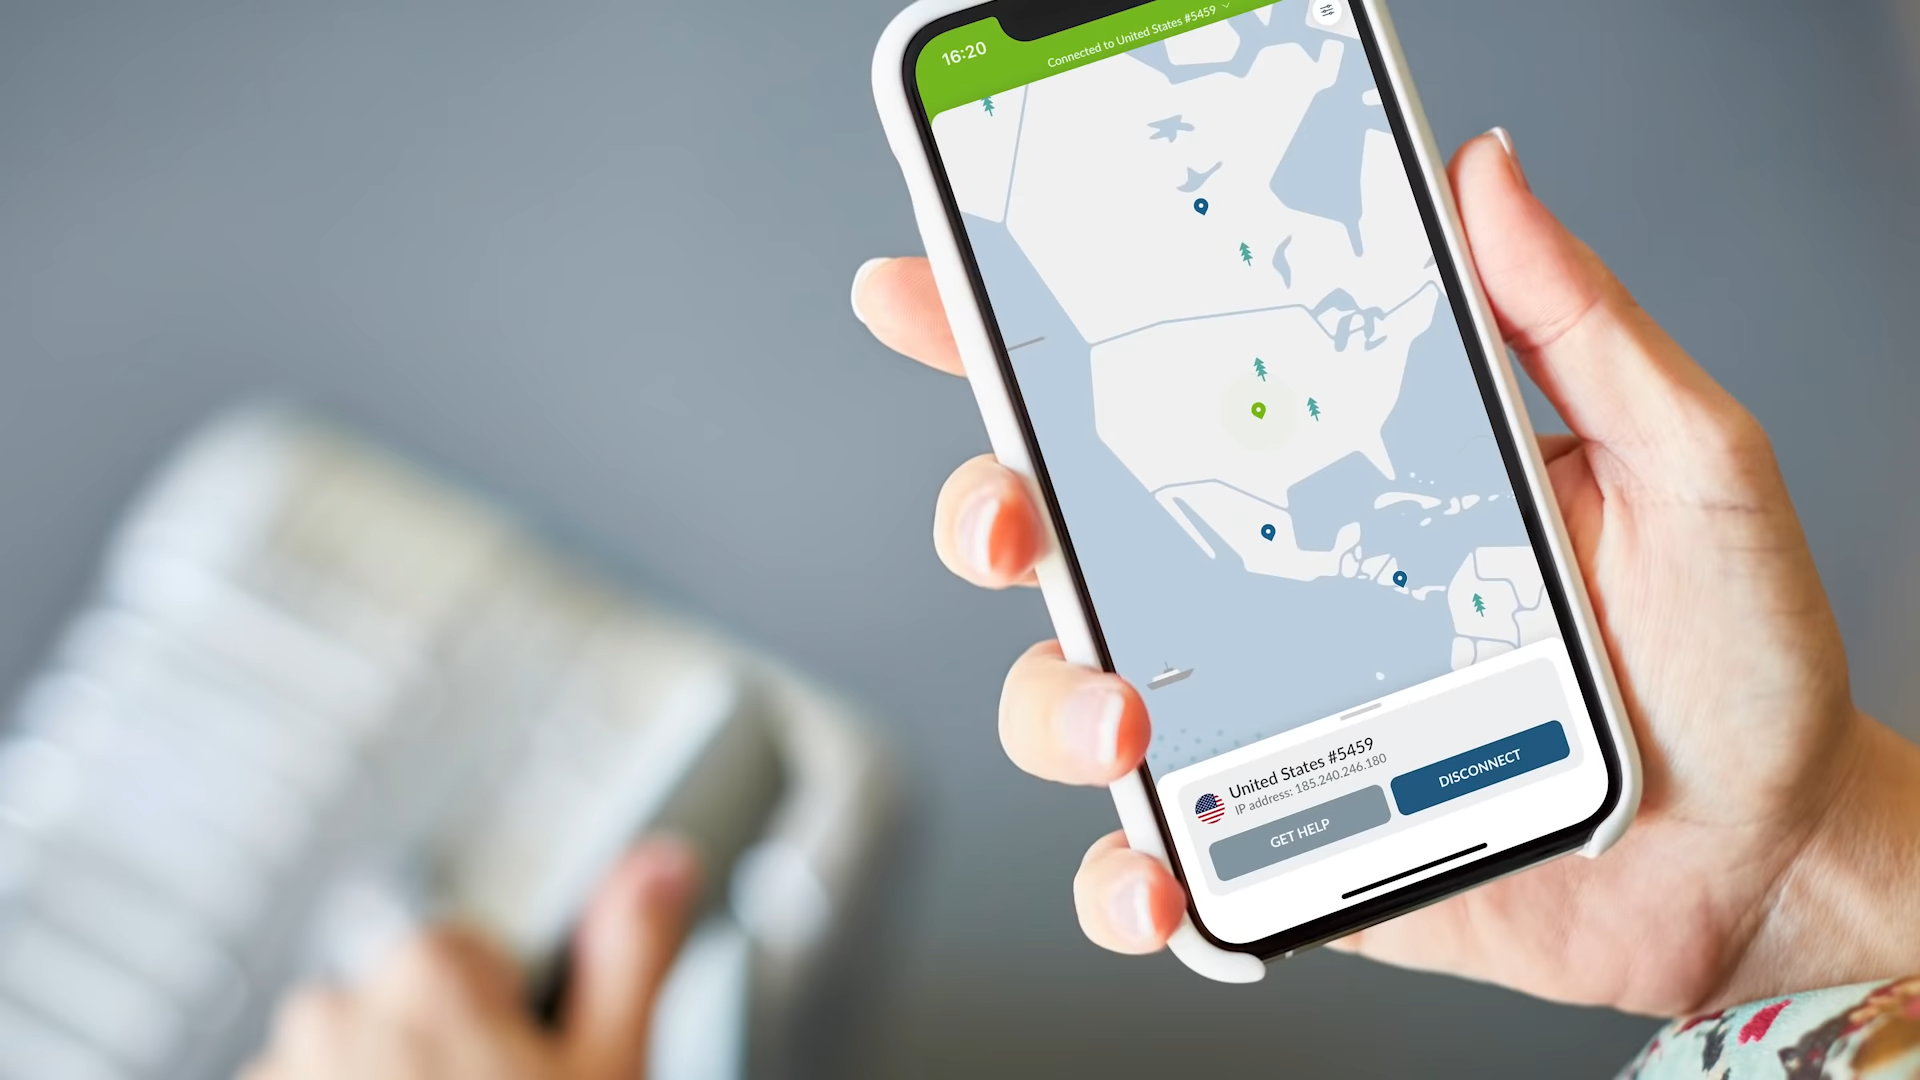 16:20
Connected to United States #5459
United States #5459
IP address: 185.240.246.180
GET HELP
DISCONNECT